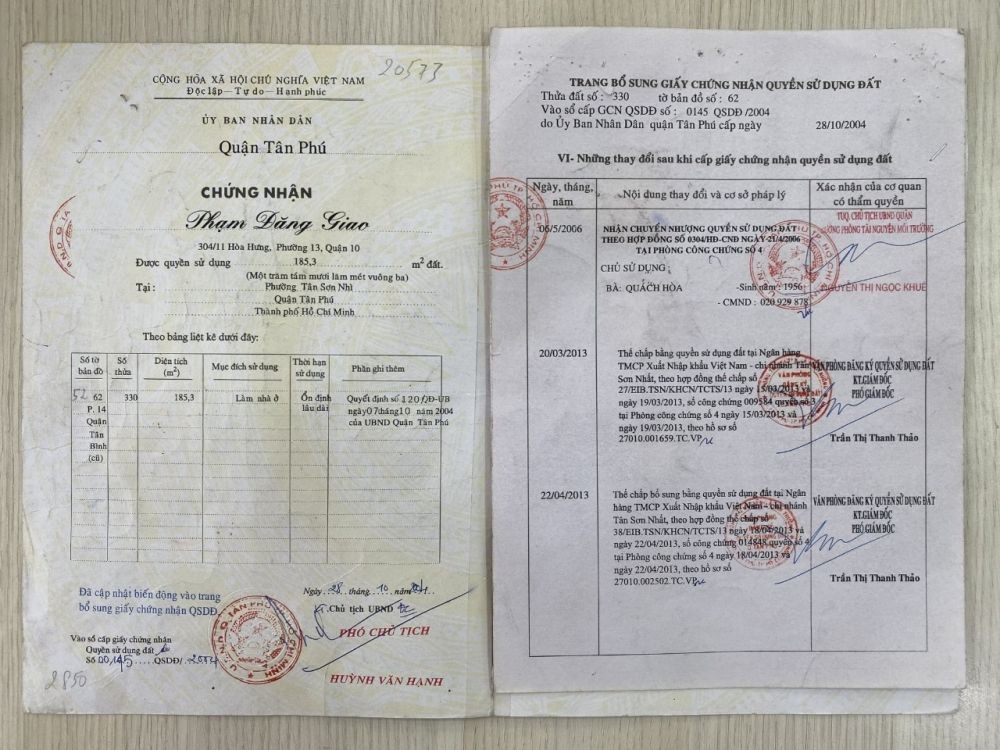 20573
CỘNG HÒA XÃ HỘI CHỦ NGHĨA VIỆT NAM
Độc lập — Tự do — Hạnh phúc
ỦY BAN NHÂN DÂN
Quận Tân Phú
CHỨNG NHẬN
Phạm Đăng Giao
304/11 Hòa Hưng, Phường 13, Quận 10
Được quyền sử dụng 185,3 m² đất.
(Một trăm tám mươi lăm mét vuông ba)
Tại : Phường Tân Sơn Nhì
Quận Tân Phú
Thành phố Hồ Chí Minh
Theo bảng liệt kê dưới đây:
Số tờ bản đồ
Số thửa
Diện tích (m²)
Mục đích sử dụng
Thời hạn sử dụng
Phần ghi thêm
52 62
P. 14
Quận
Tân
Bình
(cũ)
330
185,3
Làm nhà ở
Ổn định
lâu dài
Quyết định số 120/QĐ-UB
ngày 07 tháng 10 năm 2004
của UBND Quận Tân Phú
Đã cập nhật biến động vào trang
bổ sung giấy chứng nhận QSDĐ
Vào sổ cấp giấy chứng nhận
Quyền sử dụng đất
Số 00145 QSDĐ/ 2004
2850
Ngày 28 tháng 10 năm
Chủ tịch UBND
PHÓ CHỦ TỊCH
HUỲNH VĂN HẠNH
TRANG BỔ SUNG GIẤY CHỨNG NHẬN QUYỀN SỬ DỤNG ĐẤT
Thửa đất số : 330 tờ bản đồ số : 62
Vào sổ cấp GCN QSDĐ số : 0145 QSDĐ /2004
do Ủy Ban Nhân Dân quận Tân Phú cấp ngày 28/10/2004
VI- Những thay đổi sau khi cấp giấy chứng nhận quyền sử dụng đất
Ngày, tháng, năm
Nội dung thay đổi và cơ sở pháp lý
Xác nhận của cơ quan có thẩm quyền
06/5/2006
NHẬN CHUYỂN NHƯỢNG QUYỀN SỬ DỤNG ĐẤT
THEO HỢP ĐỒNG SỐ 0304/HĐ-CNĐ NGÀY 21/4/2006
TẠI PHÒNG CÔNG CHỨNG SỐ 4
CHỦ SỬ DỤNG :
BÀ: QUÁCH HÒA -Sinh năm : 1956
- CMND : 020 929 878
TUQ. CHỦ TỊCH UBND QUẬN
TRƯỞNG PHÒNG TÀI NGUYÊN MÔI TRƯỜNG
NGUYỄN THỊ NGỌC KHUÊ
20/03/2013
Thế chấp bằng quyền sử dụng đất tại Ngân hàng
TMCP Xuất Nhập khẩu Việt Nam - chi nhánh Tân
Sơn Nhất, theo hợp đồng thế chấp số
27/EIB.TSN/KHCN/TCTS/13 ngày 15/03/2013 và
ngày 19/03/2013, số công chứng 009584 quyển số 3
tại Phòng công chứng số 4 ngày 15/03/2013 và
ngày 19/03/2013, theo hồ sơ số
27010.001659.TC.VP
VĂN PHÒNG ĐĂNG KÝ QUYỀN SỬ DỤNG ĐẤT
KT.GIÁM ĐỐC
PHÓ GIÁM ĐỐC
Trần Thị Thanh Thảo
22/04/2013
Thế chấp bổ sung bằng quyền sử dụng đất tại Ngân
hàng TMCP Xuất Nhập khẩu Việt Nam - chi nhánh
Tân Sơn Nhất, theo hợp đồng thế chấp số
38/EIB.TSN/KHCN/TCTS/13 ngày 18/04/2013 và
ngày 22/04/2013, số công chứng 014848 quyển số 4
tại Phòng công chứng số 4 ngày 18/04/2013 và
ngày 22/04/2013, theo hồ sơ số
27010.002502.TC.VP
VĂN PHÒNG ĐĂNG KÝ QUYỀN SỬ DỤNG ĐẤT
KT.GIÁM ĐỐC
PHÓ GIÁM ĐỐC
Trần Thị Thanh Thảo